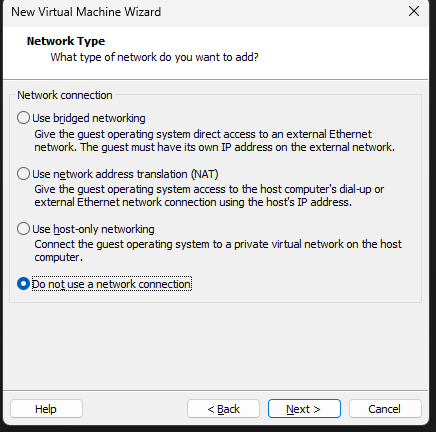 New Virtual Machine Wizard
Network Type
What type of network do you want to add?
Network connection
Use bridged networking
Give the guest operating system direct access to an external Ethernet
network. The guest must have its own IP address on the external network.
Use network address translation (NAT)
Give the guest operating system access to the host computer's dial-up or
external Ethernet network connection using the host's IP address.
Use host-only networking
Connect the guest operating system to a private virtual network on the host
computer.
Do not use a network connection
Help
< Back
Next >
Cancel